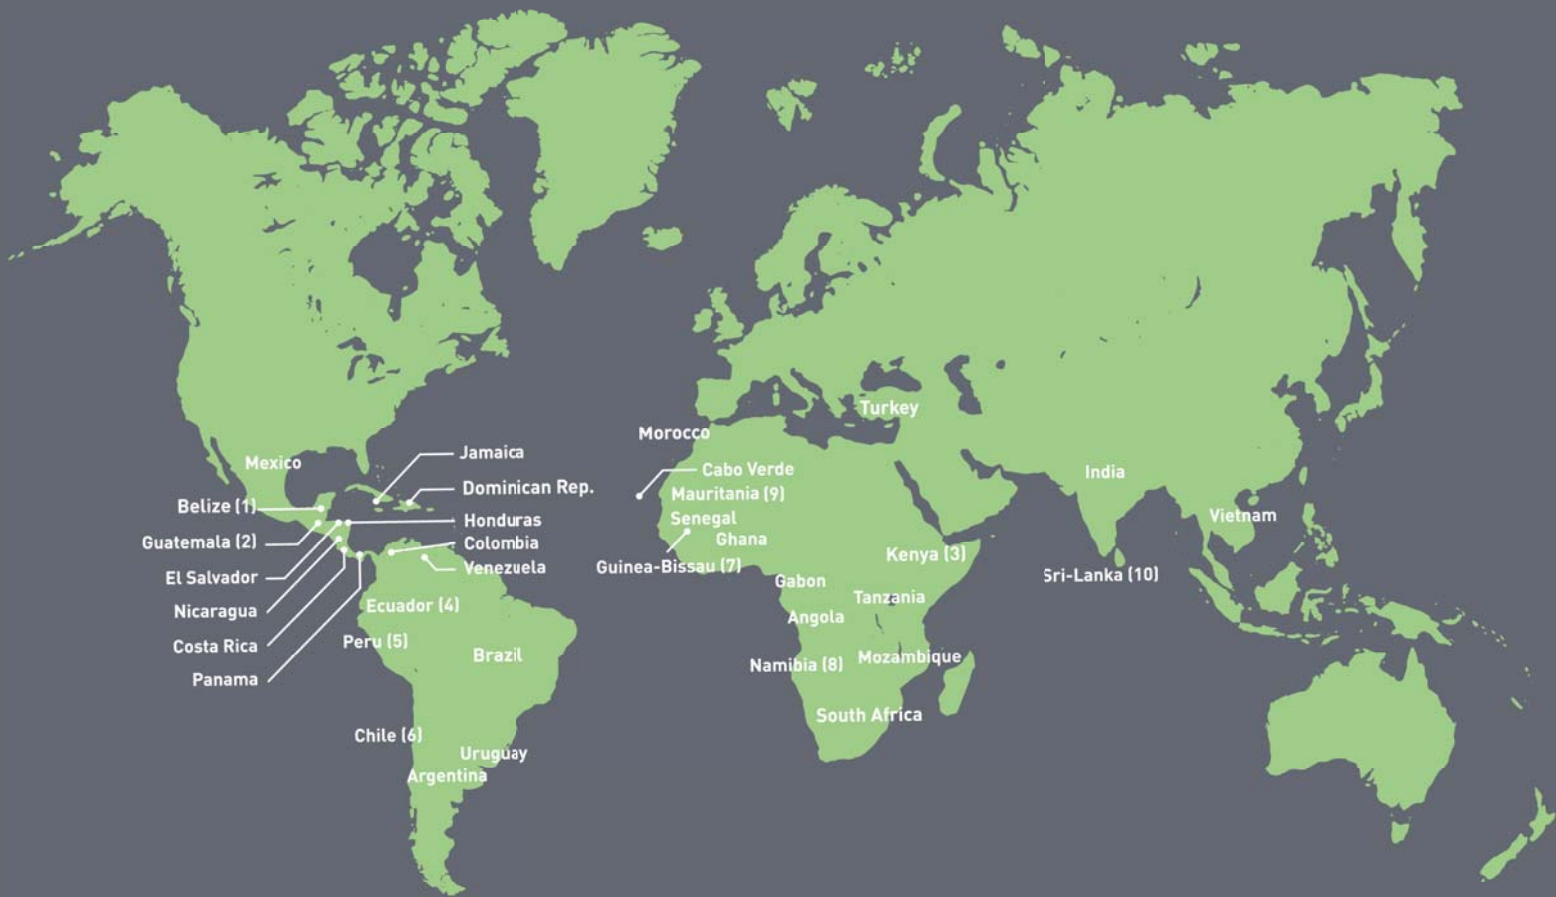 Turkey
Morocco
Jamaica
Mexico
Cabo Verde
India
Dominican Rep.
Mauritania (9)
Belize (1)
Honduras
Senegal
Vietnam
Guatemala (2)
Colombia
Ghana
Kenya (3)
Venezuela
Guinea-Bissau (7)
Sri-Lanka (10)
El Salvador
Gabon
Tanzania
Nicaragua
Ecuador (4)
Angola
Costa Rica
Peru (5)
Brazil
Namibia (8)
Mozambique
Panama
South Africa
Chile (6)
Uruguay
Argentina